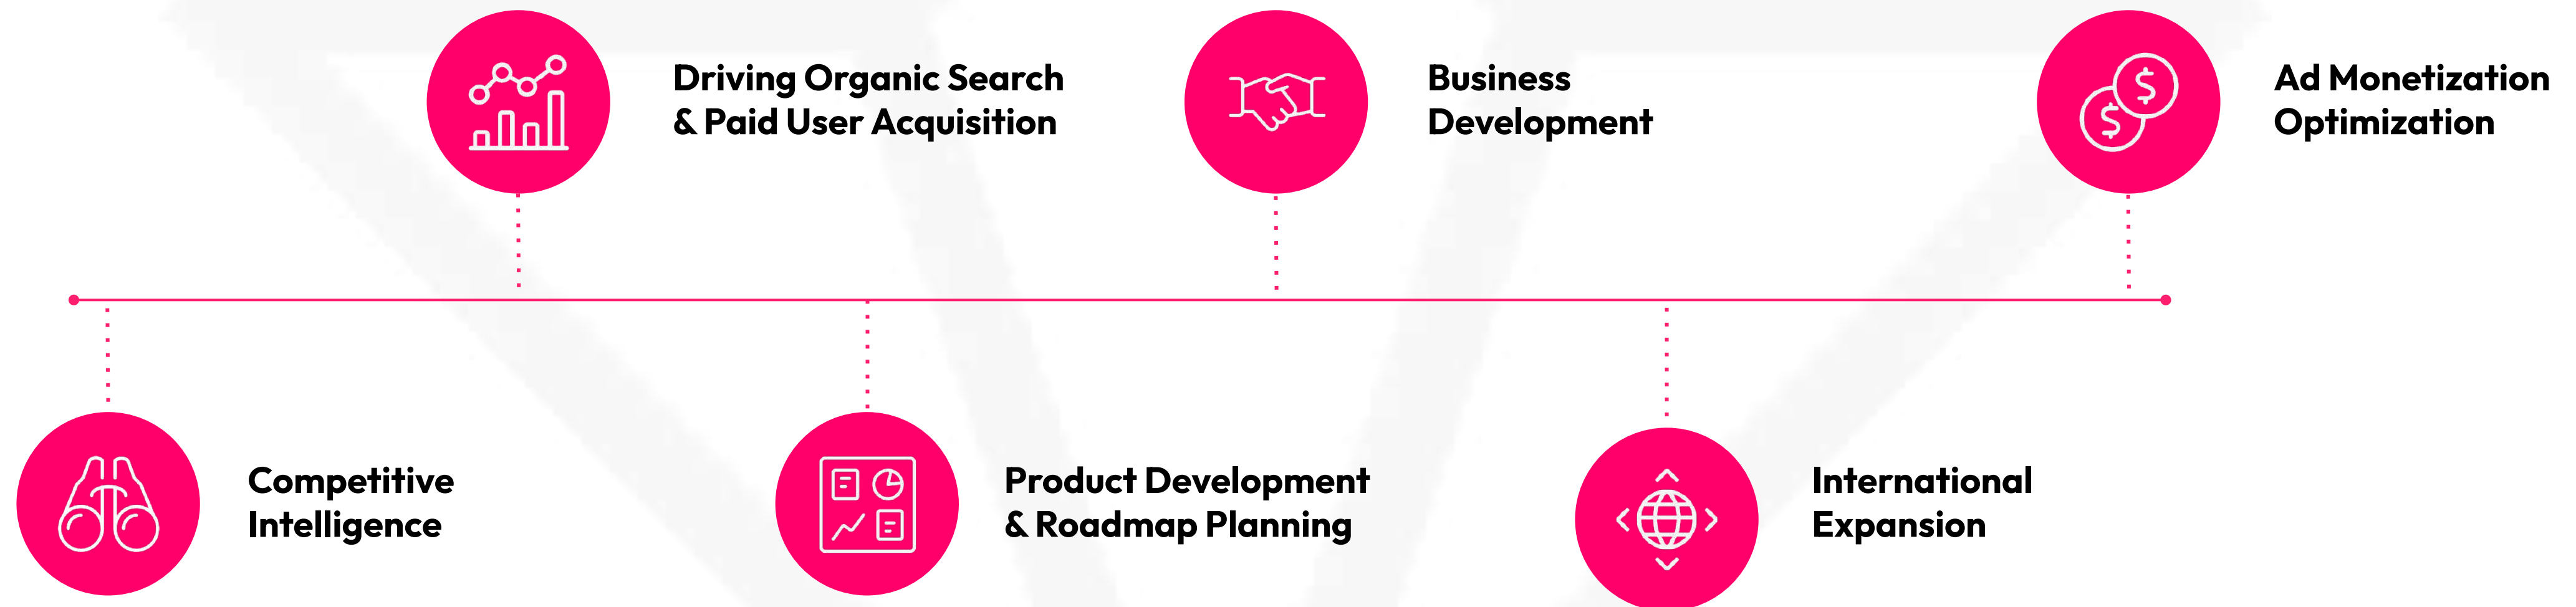 Driving Organic Search
& Paid User Acquisition
Business
Development
Ad Monetization
Optimization
Competitive
Intelligence
Product Development
& Roadmap Planning
International
Expansion